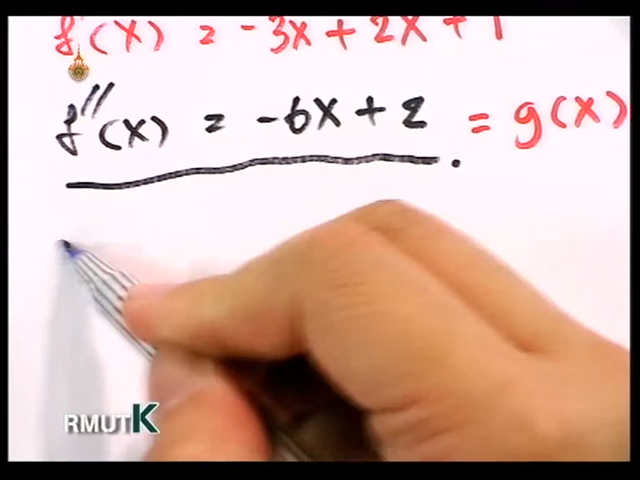 f'(x) = -3x + 2x + 1
f''(x) = -6x + 2 = g(x)
RMUTK